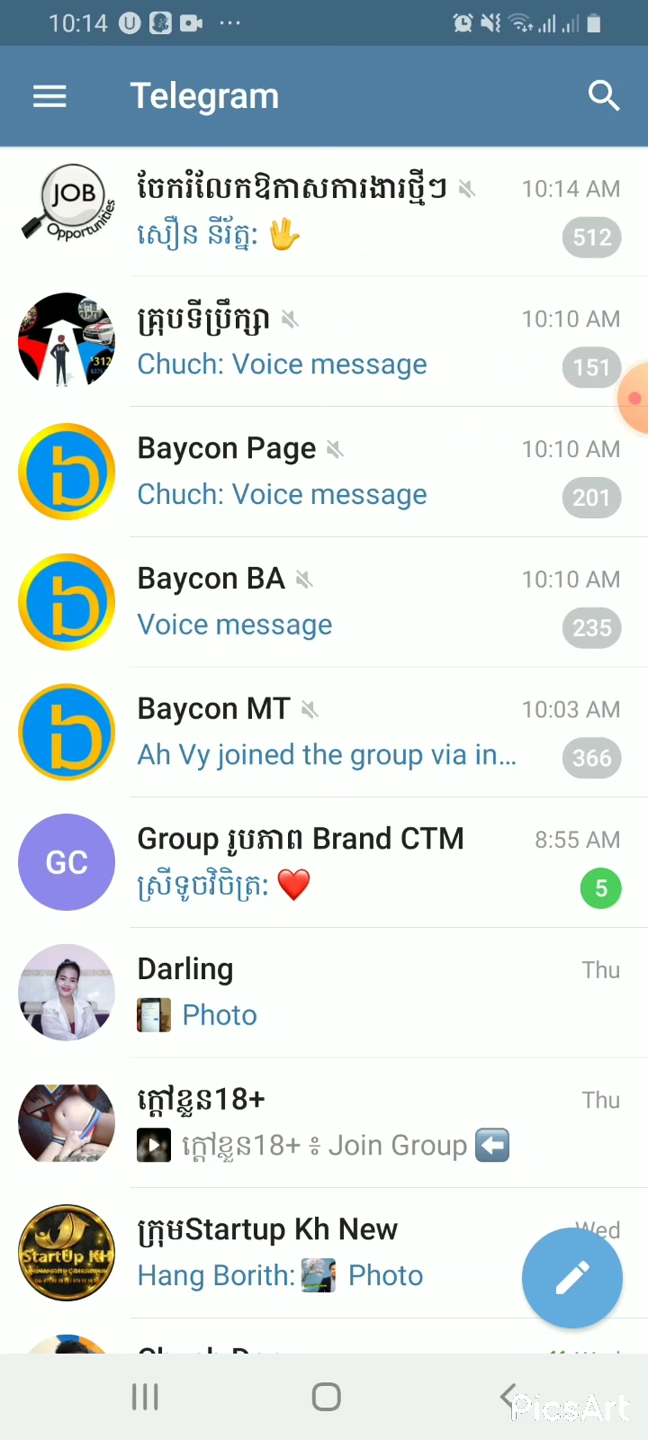 10:14
Telegram
JOB
Opportunities
ចែករំលែកឱកាសការងារថ្មីៗ 10:14 AM
សឿន នីរ័ត្ន: 🖖 512
គ្រុបទីប្រឹក្សា 10:10 AM
Chuch: Voice message 151
Baycon Page 10:10 AM
Chuch: Voice message 201
Baycon BA 10:10 AM
Voice message 235
Baycon MT 10:03 AM
Ah Vy joined the group via in... 366
GC
Group រូបភាព Brand CTM 8:55 AM
ស្រីទូចវិចិត្រ: ❤️ 5
Darling Thu
Photo
ក្តៅខ្លួន18+ Thu
ក្តៅខ្លួន18+ ៖ Join Group ⬅️
StartUp KH
ក្រុមStartup Kh New Wed
Hang Borith: Photo
PicsArt